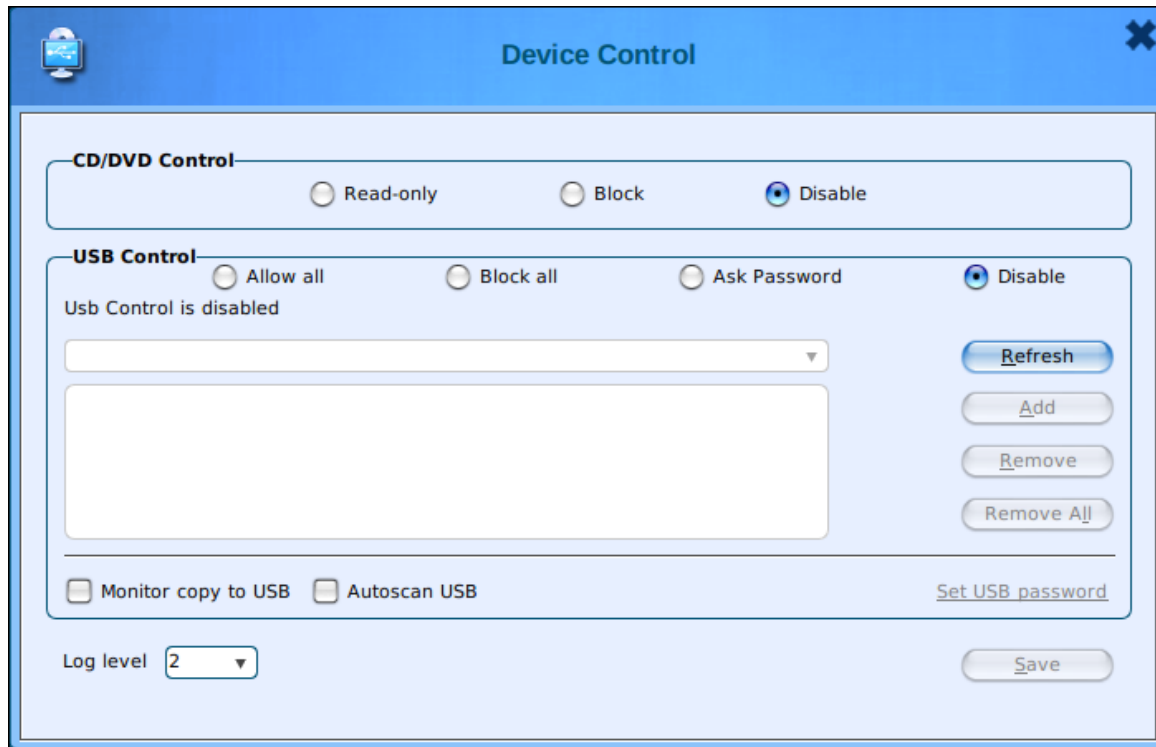 Device Control
CD/DVD Control
Read-only Block Disable
USB Control
Allow all Block all Ask Password Disable
Usb Control is disabled
Refresh
Add
Remove
Remove All
Monitor copy to USB Autoscan USB Set USB password
Log level 2 Save